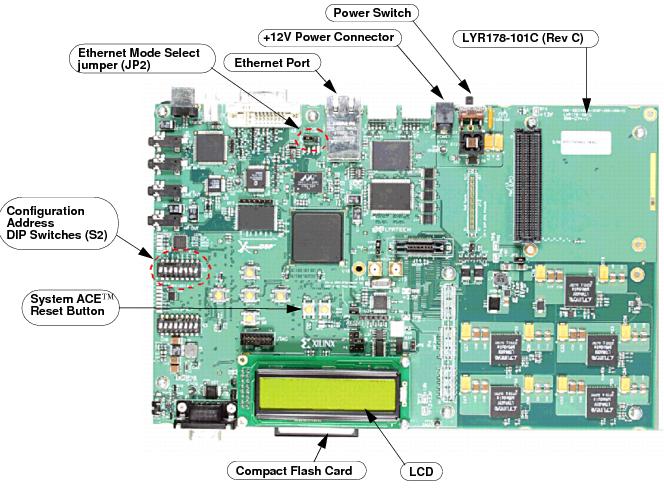 Power Switch
+12V Power Connector
LYR178-101C (Rev C)
Ethernet Mode Select
jumper (JP2)
Ethernet Port
Configuration
Address
DIP Switches (S2)
System ACE™
Reset Button
LYRTECH
XILINX
Compact Flash Card
LCD